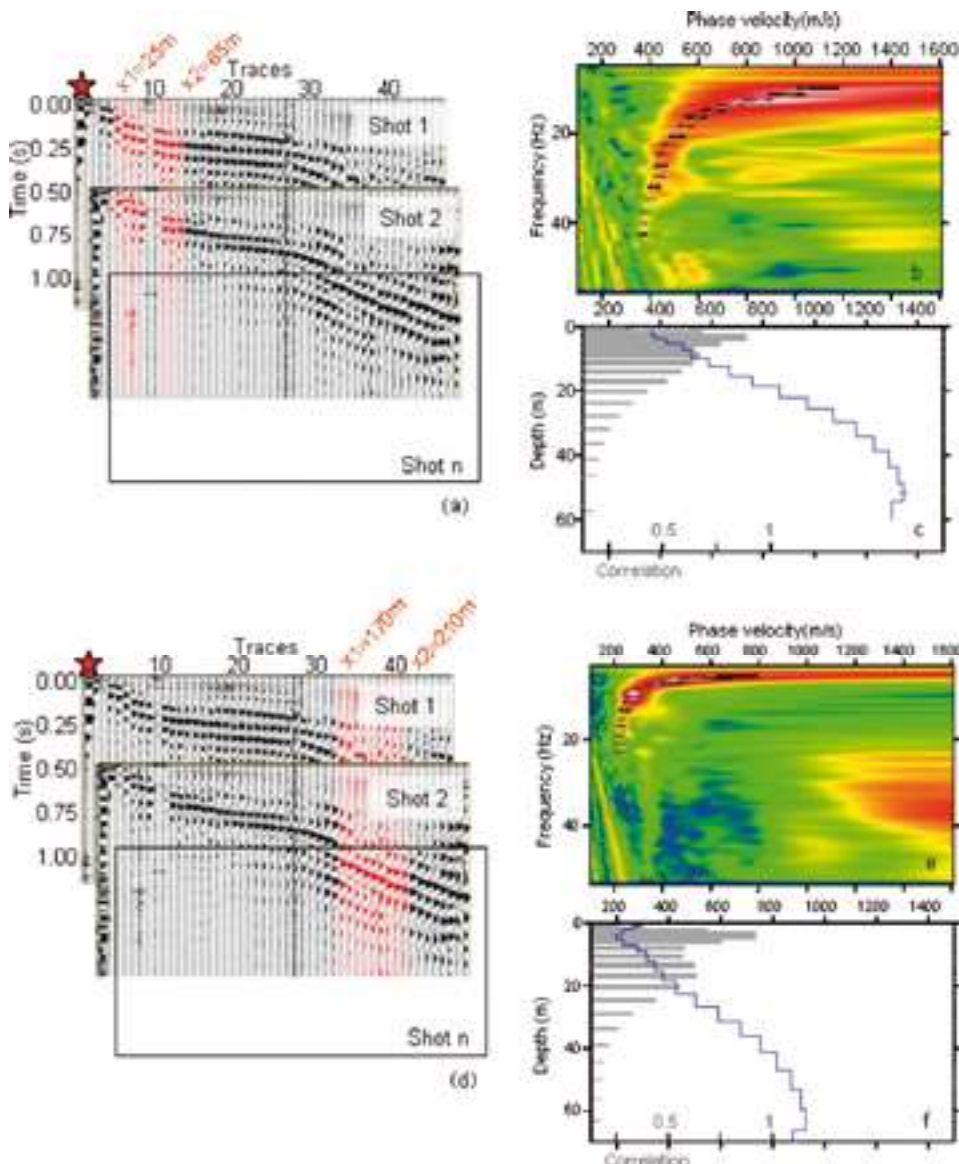 x1=25m
x2=65m
Traces
10 20 30 40
0.00
0.25
0.50
0.75
1.00
Time (s)
Shot 1
Shot 2
Shot n
(a)
Phase velocity(m/s)
200 400 600 800 1000 1200 1400 1600
20
40
Frequency (Hz)
b
200 400 600 800 1000 1200 1400
0
20
40
60
Depth (m)
0.5 1
c
Correlation
x1=170m
x2=210m
Traces
10 20 30 40
0.00
0.25
0.50
0.75
1.00
Time (s)
Shot 1
Shot 2
Shot n
(d)
Phase velocity(m/s)
200 400 600 800 1000 1200 1400
20
40
Frequency (Hz)
e
200 400 600 800 1000 1200 1400
0
20
40
60
Depth (m)
0.5 1
f
Correlation